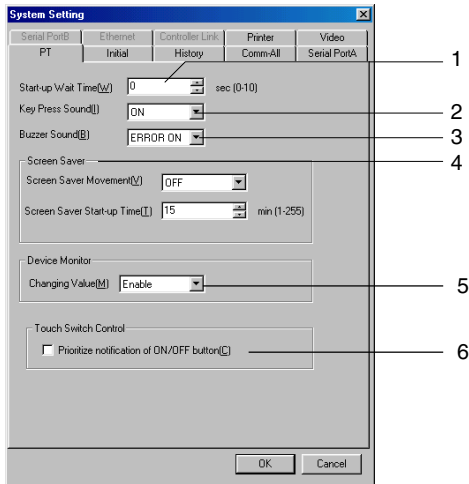 System Setting
Serial PortB Ethernet Controller Link Printer Video
PT Initial History Comm-All Serial PortA
Start-up Wait Time(W) 0 sec (0-10) 1
Key Press Sound(I) ON 2
Buzzer Sound(B) ERROR ON 3
Screen Saver 4
Screen Saver Movement(V) OFF
Screen Saver Start-up Time(T) 15 min (1-255)
Device Monitor
Changing Value(M) Enable 5
Touch Switch Control
Prioritize notification of ON/OFF button(C) 6
OK Cancel